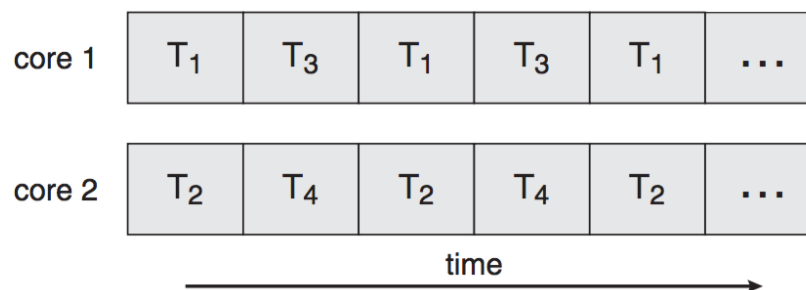 core 1 T₁ T₃ T₁ T₃ T₁ ...
core 2 T₂ T₄ T₂ T₄ T₂ ...
time